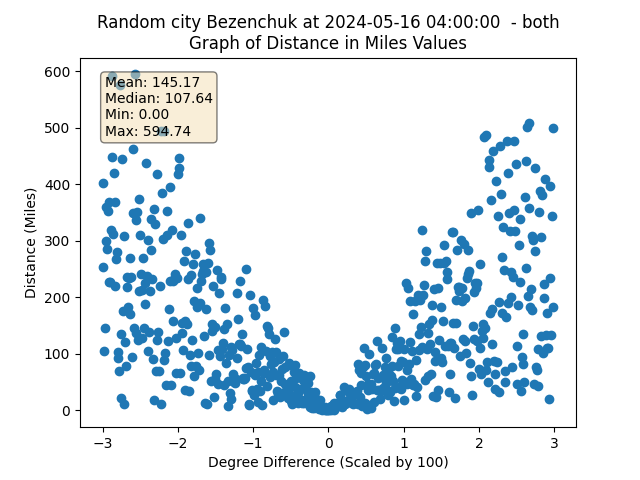 Random city Bezenchuk at 2024-05-16 04:00:00  - both
Graph of Distance in Miles Values
Mean: 145.17
Median: 107.64
Min: 0.00
Max: 594.74
Distance (Miles)
600
500
400
300
200
100
0
−3
−2
−1
0
1
2
3
Degree Difference (Scaled by 100)